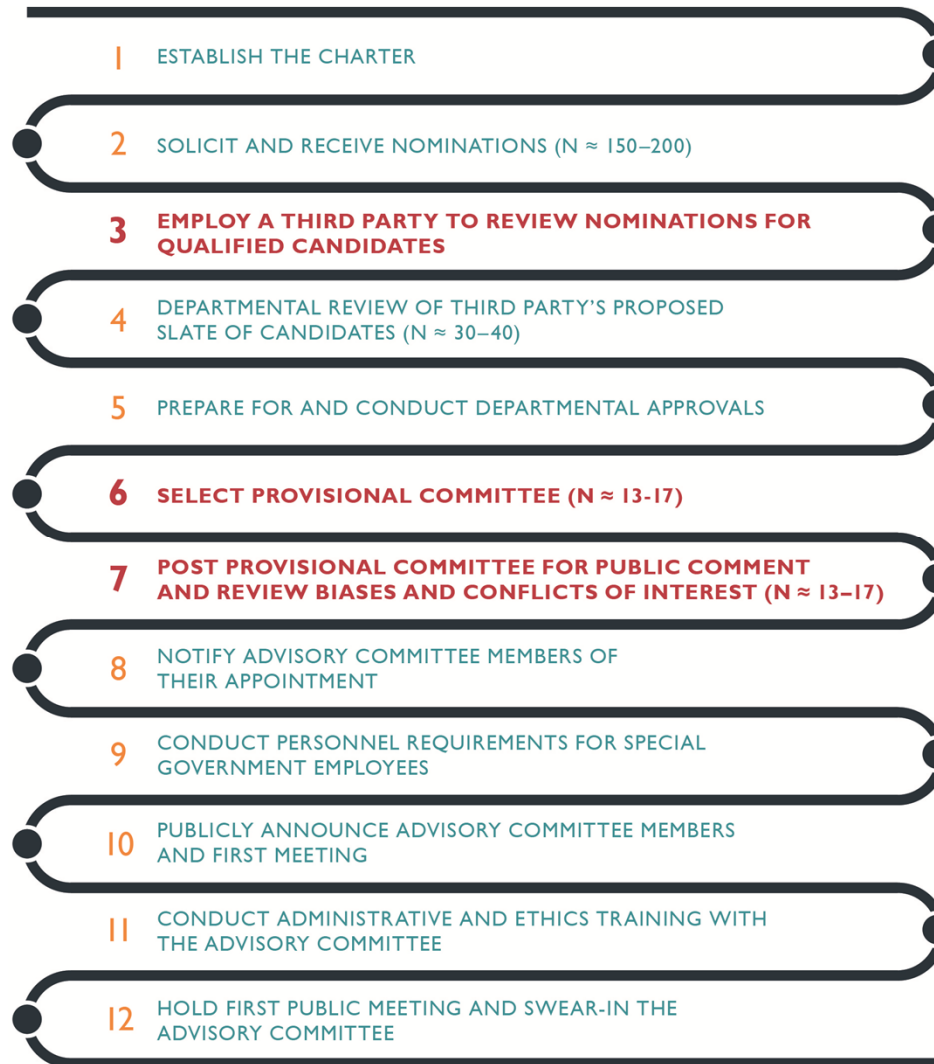 1 ESTABLISH THE CHARTER
2 SOLICIT AND RECEIVE NOMINATIONS (N ≈ 150–200)
3 EMPLOY A THIRD PARTY TO REVIEW NOMINATIONS FOR
QUALIFIED CANDIDATES
4 DEPARTMENTAL REVIEW OF THIRD PARTY'S PROPOSED
SLATE OF CANDIDATES (N ≈ 30–40)
5 PREPARE FOR AND CONDUCT DEPARTMENTAL APPROVALS
6 SELECT PROVISIONAL COMMITTEE (N ≈ 13-17)
7 POST PROVISIONAL COMMITTEE FOR PUBLIC COMMENT
AND REVIEW BIASES AND CONFLICTS OF INTEREST (N ≈ 13–17)
8 NOTIFY ADVISORY COMMITTEE MEMBERS OF
THEIR APPOINTMENT
9 CONDUCT PERSONNEL REQUIREMENTS FOR SPECIAL
GOVERNMENT EMPLOYEES
10 PUBLICLY ANNOUNCE ADVISORY COMMITTEE MEMBERS
AND FIRST MEETING
11 CONDUCT ADMINISTRATIVE AND ETHICS TRAINING WITH
THE ADVISORY COMMITTEE
12 HOLD FIRST PUBLIC MEETING AND SWEAR-IN THE
ADVISORY COMMITTEE